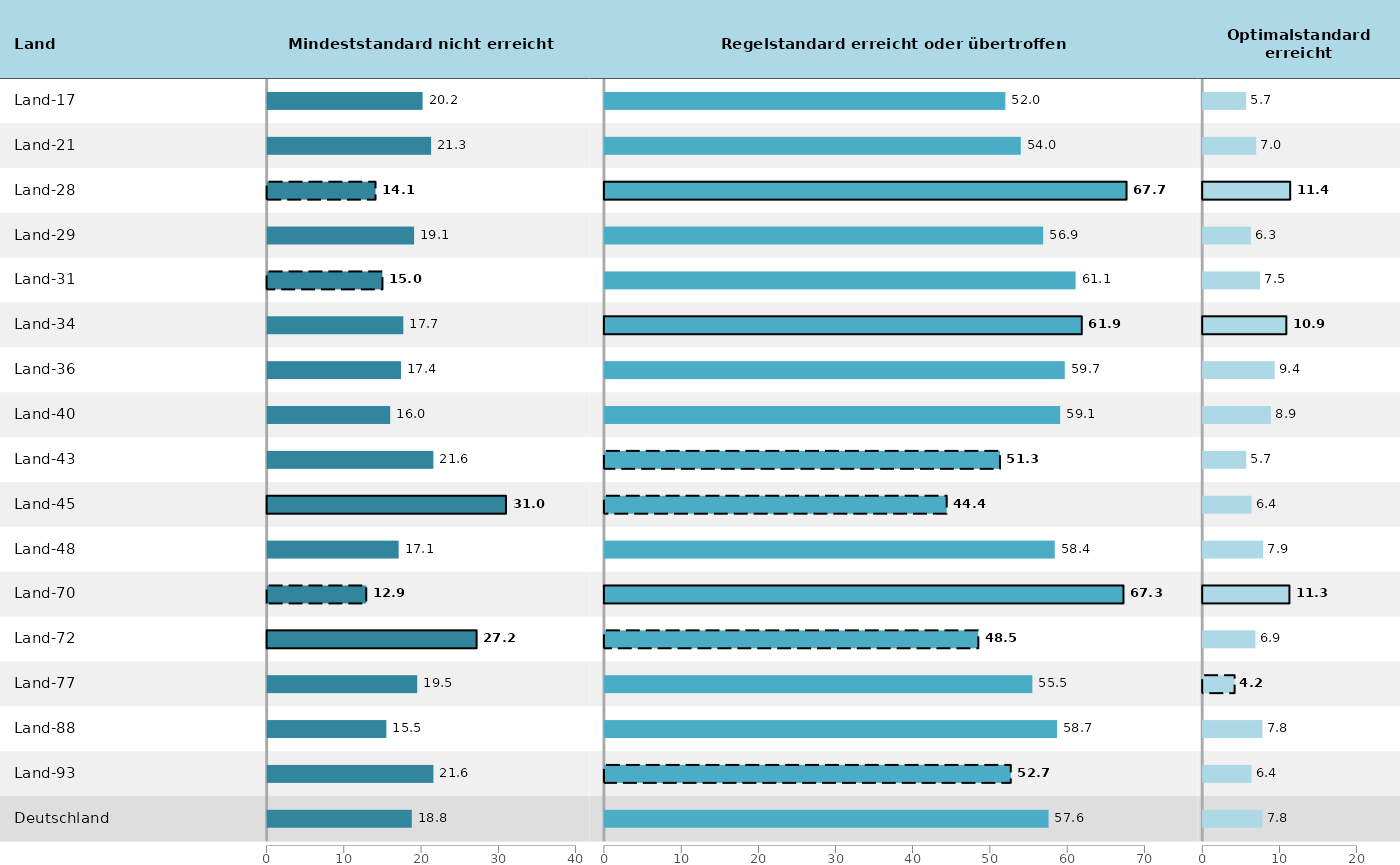 Land Mindeststandard nicht erreicht Regelstandard erreicht oder übertroffen Optimalstandard
erreicht
Land-17 20.2 52.0 5.7
Land-21 21.3 54.0 7.0
Land-28 14.1 67.7 11.4
Land-29 19.1 56.9 6.3
Land-31 15.0 61.1 7.5
Land-34 17.7 61.9 10.9
Land-36 17.4 59.7 9.4
Land-40 16.0 59.1 8.9
Land-43 21.6 51.3 5.7
Land-45 31.0 44.4 6.4
Land-48 17.1 58.4 7.9
Land-70 12.9 67.3 11.3
Land-72 27.2 48.5 6.9
Land-77 19.5 55.5 4.2
Land-88 15.5 58.7 7.8
Land-93 21.6 52.7 6.4
Deutschland 18.8 57.6 7.8
0 10 20 30 40 0 10 20 30 40 50 60 70 0 10 20